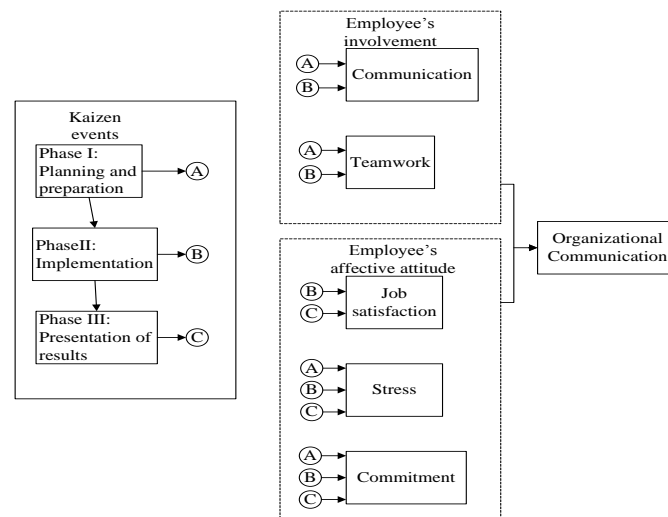 Kaizen
events
Phase I:
Planning and
preparation
A
PhaseII:
Implementation
B
Phase III:
Presentation of
results
C
Employee's
involvement
A
B
Communication
A
B
Teamwork
Employee's
affective attitude
B
C
Job
satisfaction
A
B
C
Stress
A
B
C
Commitment
Organizational
Communication